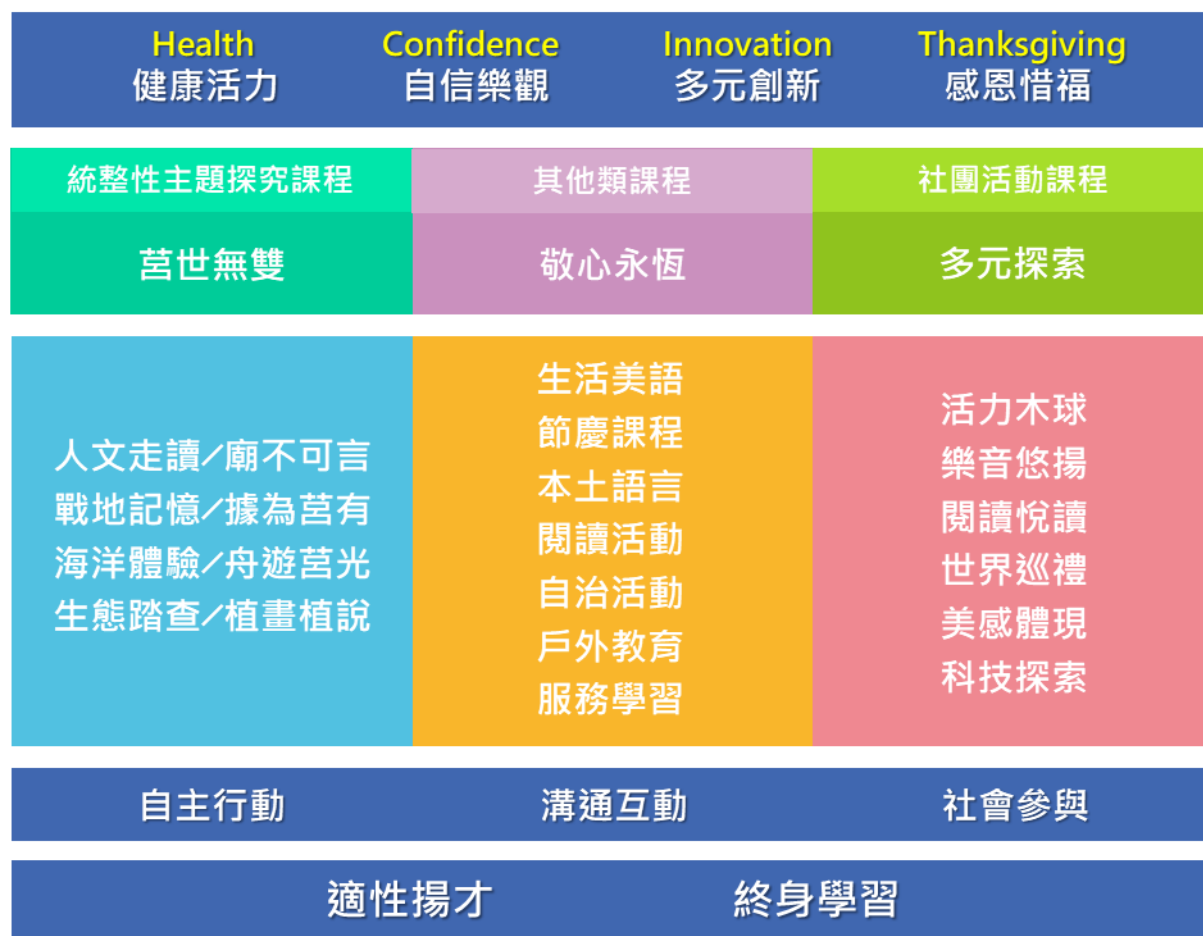 Health Confidence Innovation Thanksgiving
健康活力 自信樂觀 多元創新 感恩惜福
統整性主題探究課程 其他類課程 社團活動課程
莒世無雙 敬心永恆 多元探索
人文走讀/廟不可言
戰地記憶/據為莒有
海洋體驗/舟遊莒光
生態踏查/植畫植說
生活美語
節慶課程
本土語言
閱讀活動
自治活動
戶外教育
服務學習
活力木球
樂音悠揚
閱讀悅讀
世界巡禮
美感體現
科技探索
自主行動 溝通互動 社會參與
適性揚才 終身學習